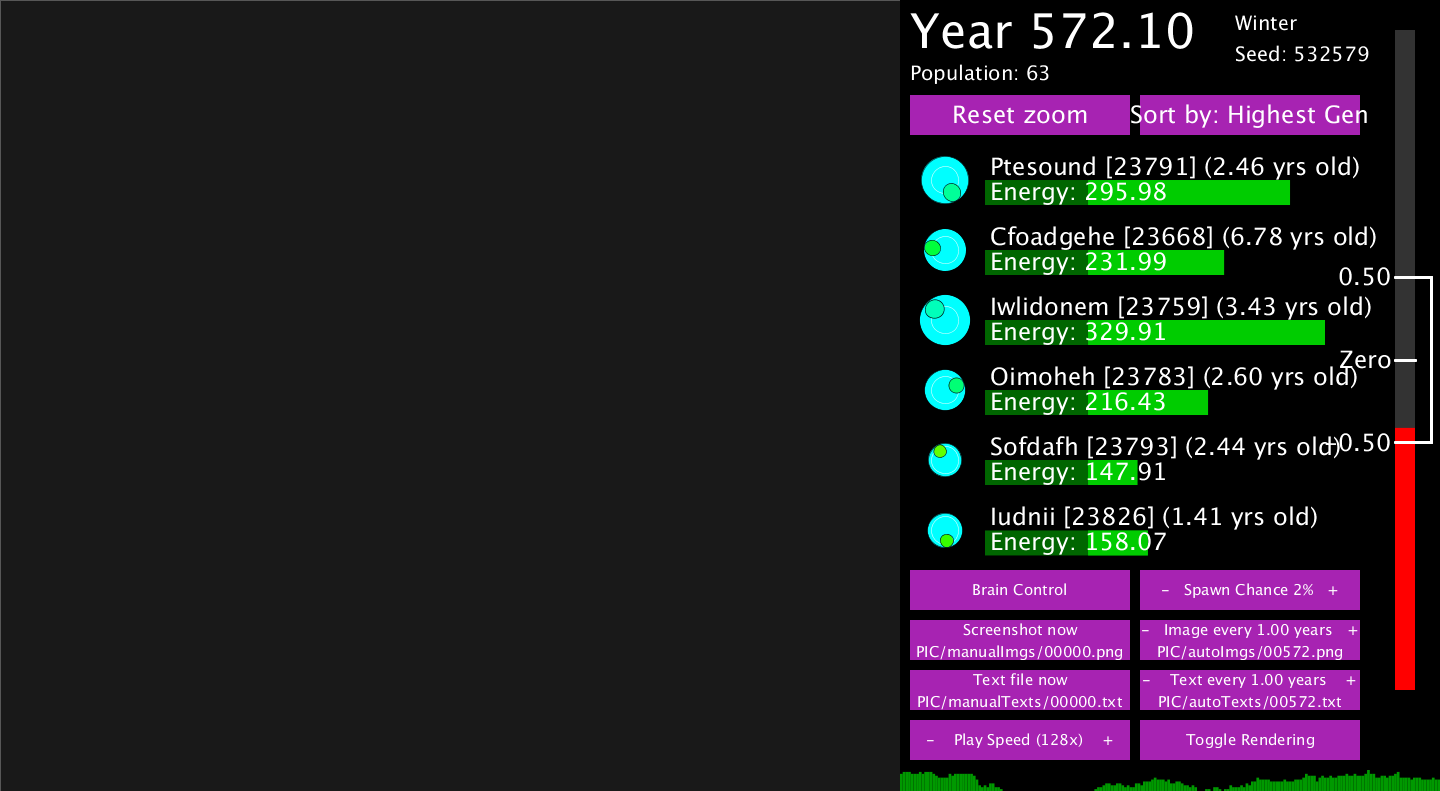 Year 572.10
Winter
Seed: 532579
Population: 63
Reset zoom
Sort by: Highest Gen
Ptesound [23791] (2.46 yrs old)
Energy: 295.98
Cfoadgehe [23668] (6.78 yrs old)
Energy: 231.99
0.50
Iwlidonem [23759] (3.43 yrs old)
Energy: 329.91
Zero
Oimoheh [23783] (2.60 yrs old)
Energy: 216.43
Sofdafh [23793] (2.44 yrs old)
-0.50
Energy: 147.91
Iudnii [23826] (1.41 yrs old)
Energy: 158.07
Brain Control
- Spawn Chance 2% +
Screenshot now
PIC/manualImgs/00000.png
- Image every 1.00 years +
PIC/autoImgs/00572.png
Text file now
PIC/manualTexts/00000.txt
- Text every 1.00 years +
PIC/autoTexts/00572.txt
- Play Speed (128x) +
Toggle Rendering